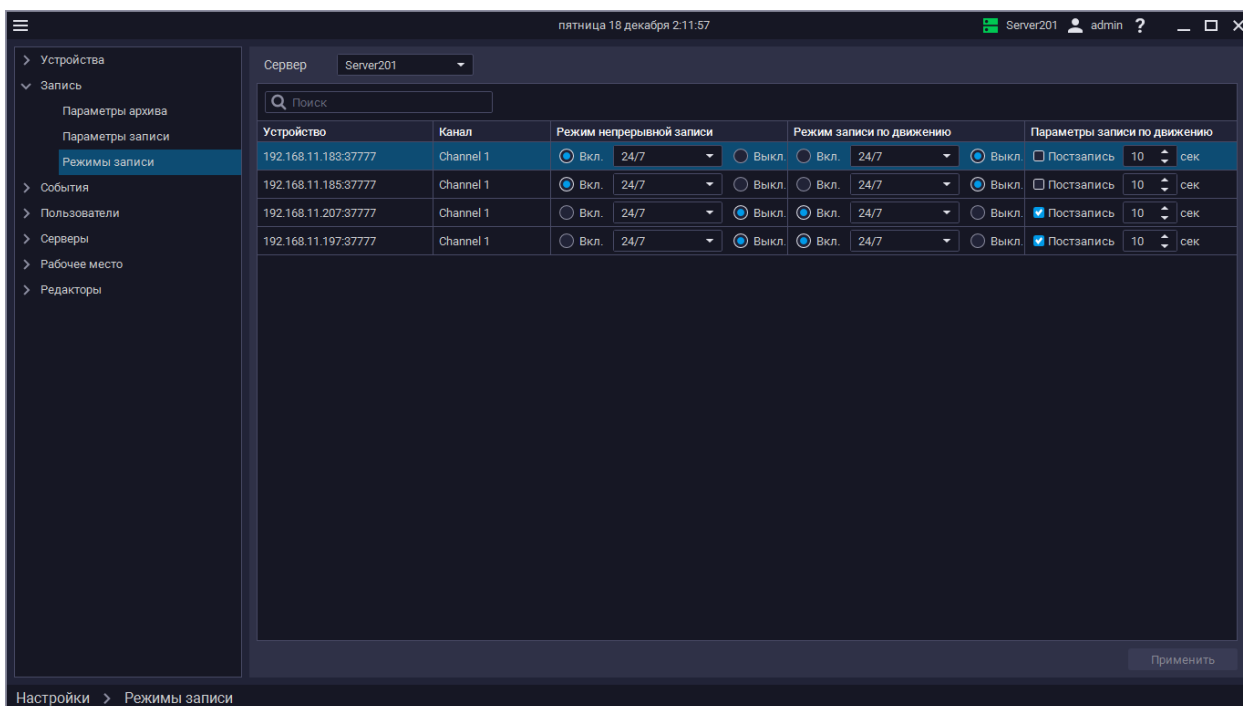 пятница 18 декабря 2:11:57 Server201 admin ?
Устройства
Запись
Параметры архива
Параметры записи
Режимы записи
События
Пользователи
Серверы
Рабочее место
Редакторы
Сервер Server201
Поиск
Устройство Канал Режим непрерывной записи Режим записи по движению Параметры записи по движению
192.168.11.183:37777 Channel 1 Вкл. 24/7 Выкл. Вкл. 24/7 Выкл. Постзапись 10 сек
192.168.11.185:37777 Channel 1 Вкл. 24/7 Выкл. Вкл. 24/7 Выкл. Постзапись 10 сек
192.168.11.207:37777 Channel 1 Вкл. 24/7 Выкл. Вкл. 24/7 Выкл. Постзапись 10 сек
192.168.11.197:37777 Channel 1 Вкл. 24/7 Выкл. Вкл. 24/7 Выкл. Постзапись 10 сек
Применить
Настройки > Режимы записи